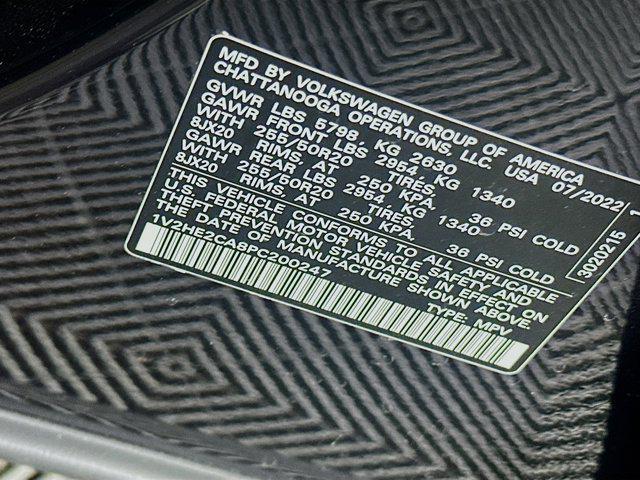 MFD BY VOLKSWAGEN GROUP OF AMERICA
CHATTANOOGA OPERATIONS, LLC. USA 07/2022
GVWR LBS 5798, KG 2630
GAWR FRONT LBS 2954, KG 1340
WITH 255/50R20 TIRES,
8JX20 RIMS, AT 250 KPA, 36 PSI COLD
GAWR REAR LBS 2954, KG 1340
WITH 255/50R20 TIRES,
8JX20 RIMS, AT 250 KPA, 36 PSI COLD
THIS VEHICLE CONFORMS TO ALL APPLICABLE
U.S. FEDERAL MOTOR VEHICLE SAFETY AND
THEFT PREVENTION STANDARDS IN EFFECT ON
THE DATE OF MANUFACTURE SHOWN ABOVE.
1V2HE2CA8PC200247 TYPE: MPV
3020215